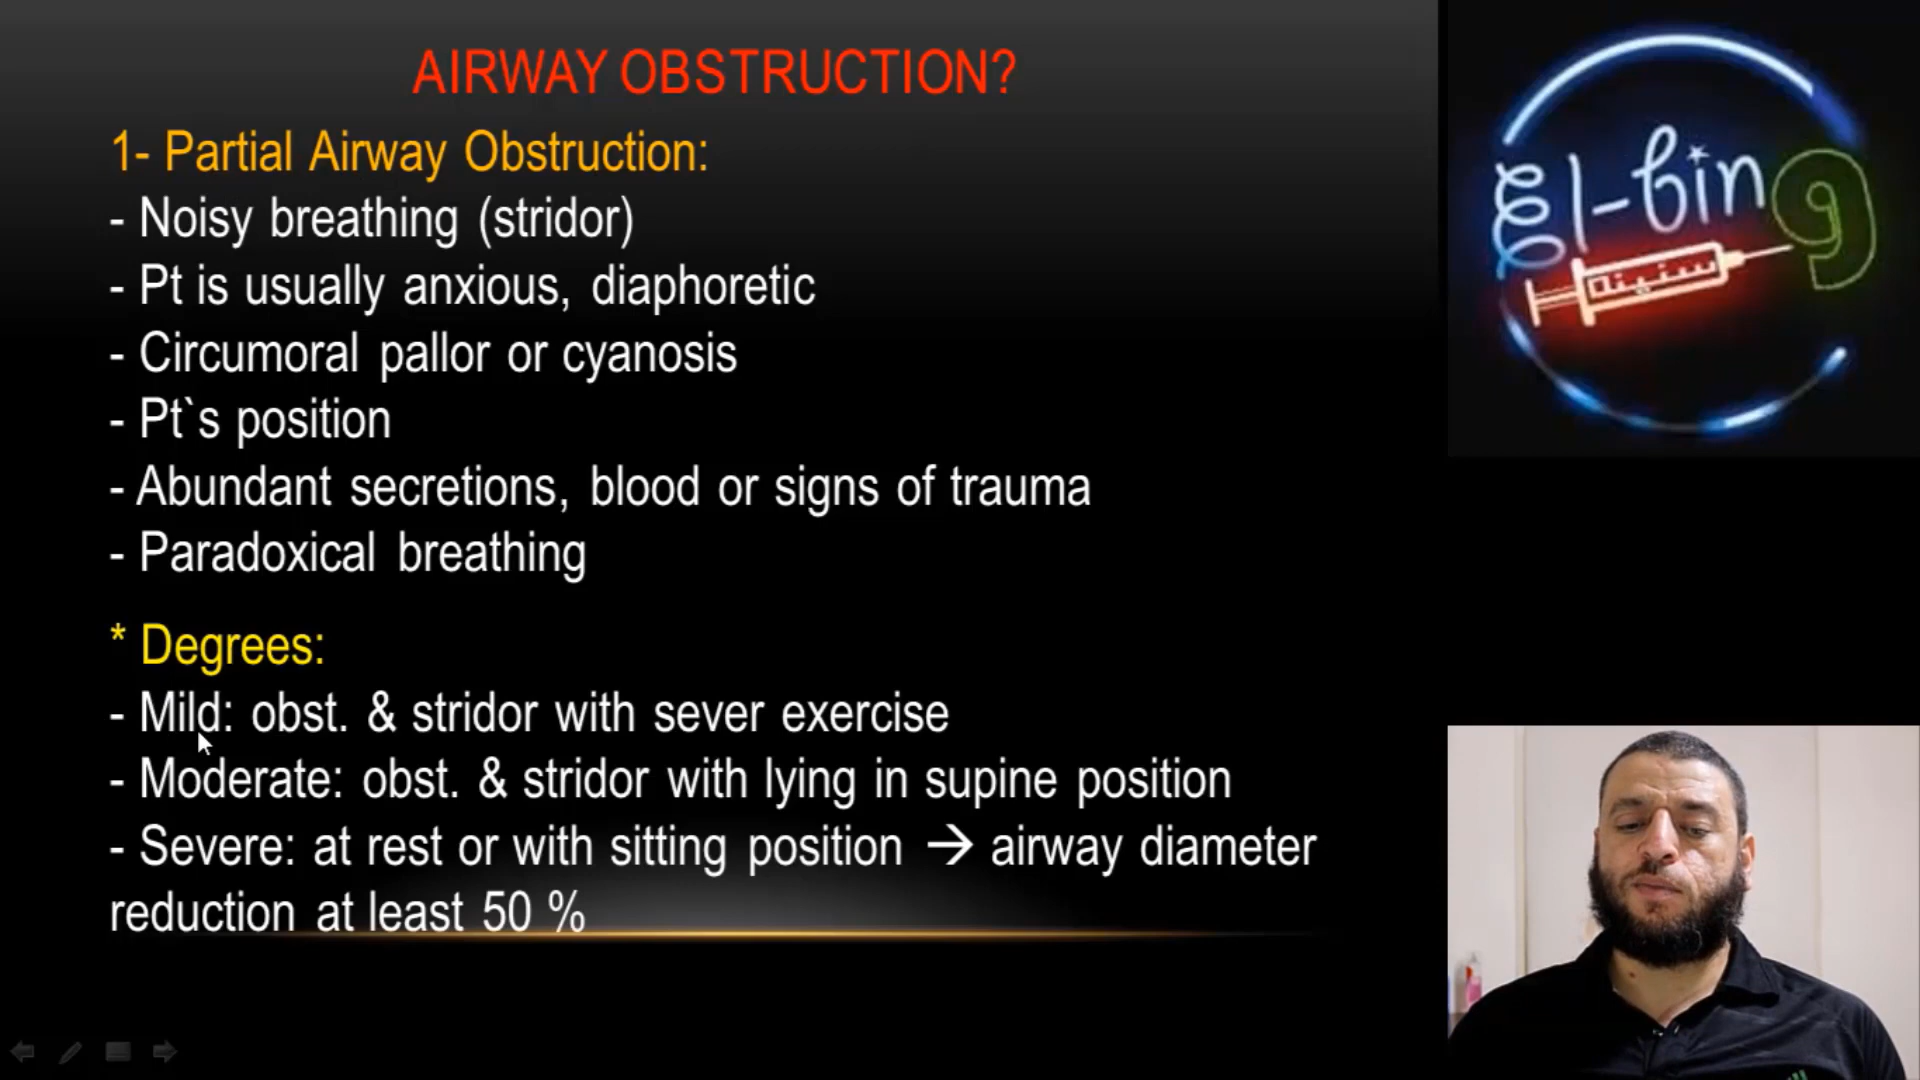 AIRWAY OBSTRUCTION?
1- Partial Airway Obstruction:
- Noisy breathing (stridor)
- Pt is usually anxious, diaphoretic
- Circumoral pallor or cyanosis
- Pt`s position
- Abundant secretions, blood or signs of trauma
- Paradoxical breathing
* Degrees:
- Mild: obst. & stridor with sever exercise
- Moderate: obst. & stridor with lying in supine position
- Severe: at rest or with sitting position → airway diameter
reduction at least 50 %
El-bing